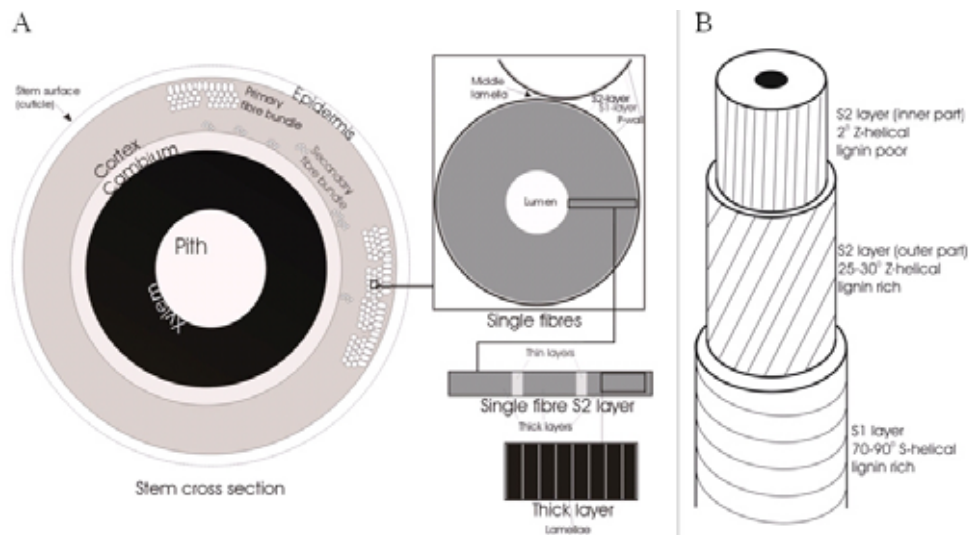 A
Stem surface
(cuticle)
Epidermis
Primary
fibre bundle
Secondary
fibre bundle
Cortex
Cambium
Pith
Xylem
Stem cross section
Middle
lamella
S2-layer
S1-layer
P-wall
Lumen
Single fibres
Thin layers
Single fibre S2 layer
Thick layers
Thick layer
Lamellae
B
S2 layer (inner part)
2° Z-helical
lignin poor
S2 layer (outer part)
25-30° Z-helical
lignin rich
S1 layer
70-90° S-helical
lignin rich